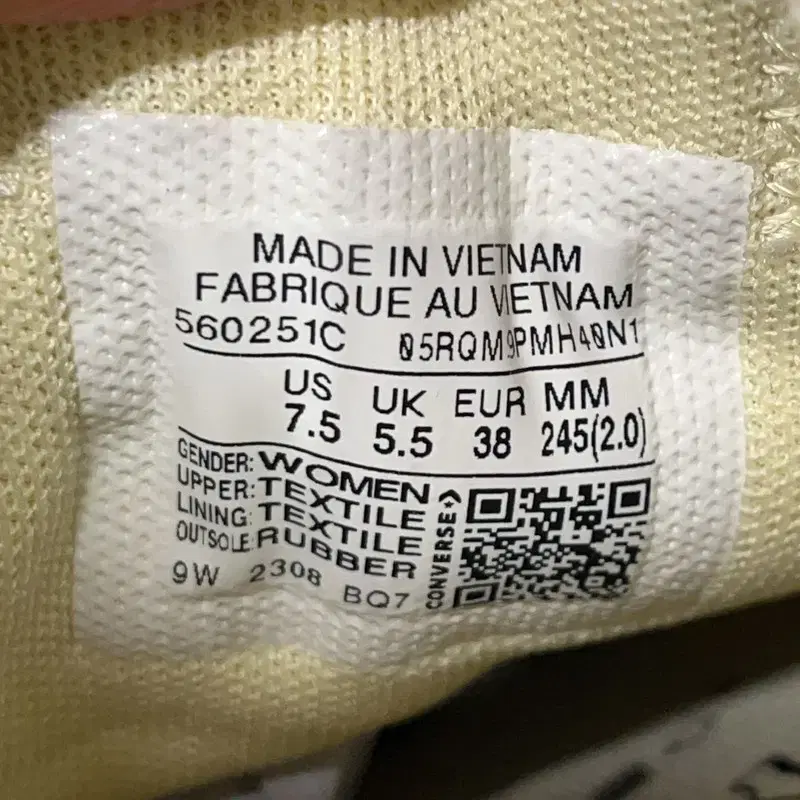 MADE IN VIETNAM
FABRIQUE AU VIETNAM
560251C 05RQM9PMH40N1
US UK EUR MM
7.5 5.5 38 245(2.0)
GENDER: WOMEN
UPPER: TEXTILE
LINING: TEXTILE
OUTSOLE: RUBBER
9W 2308 BQ7
CONVERSE